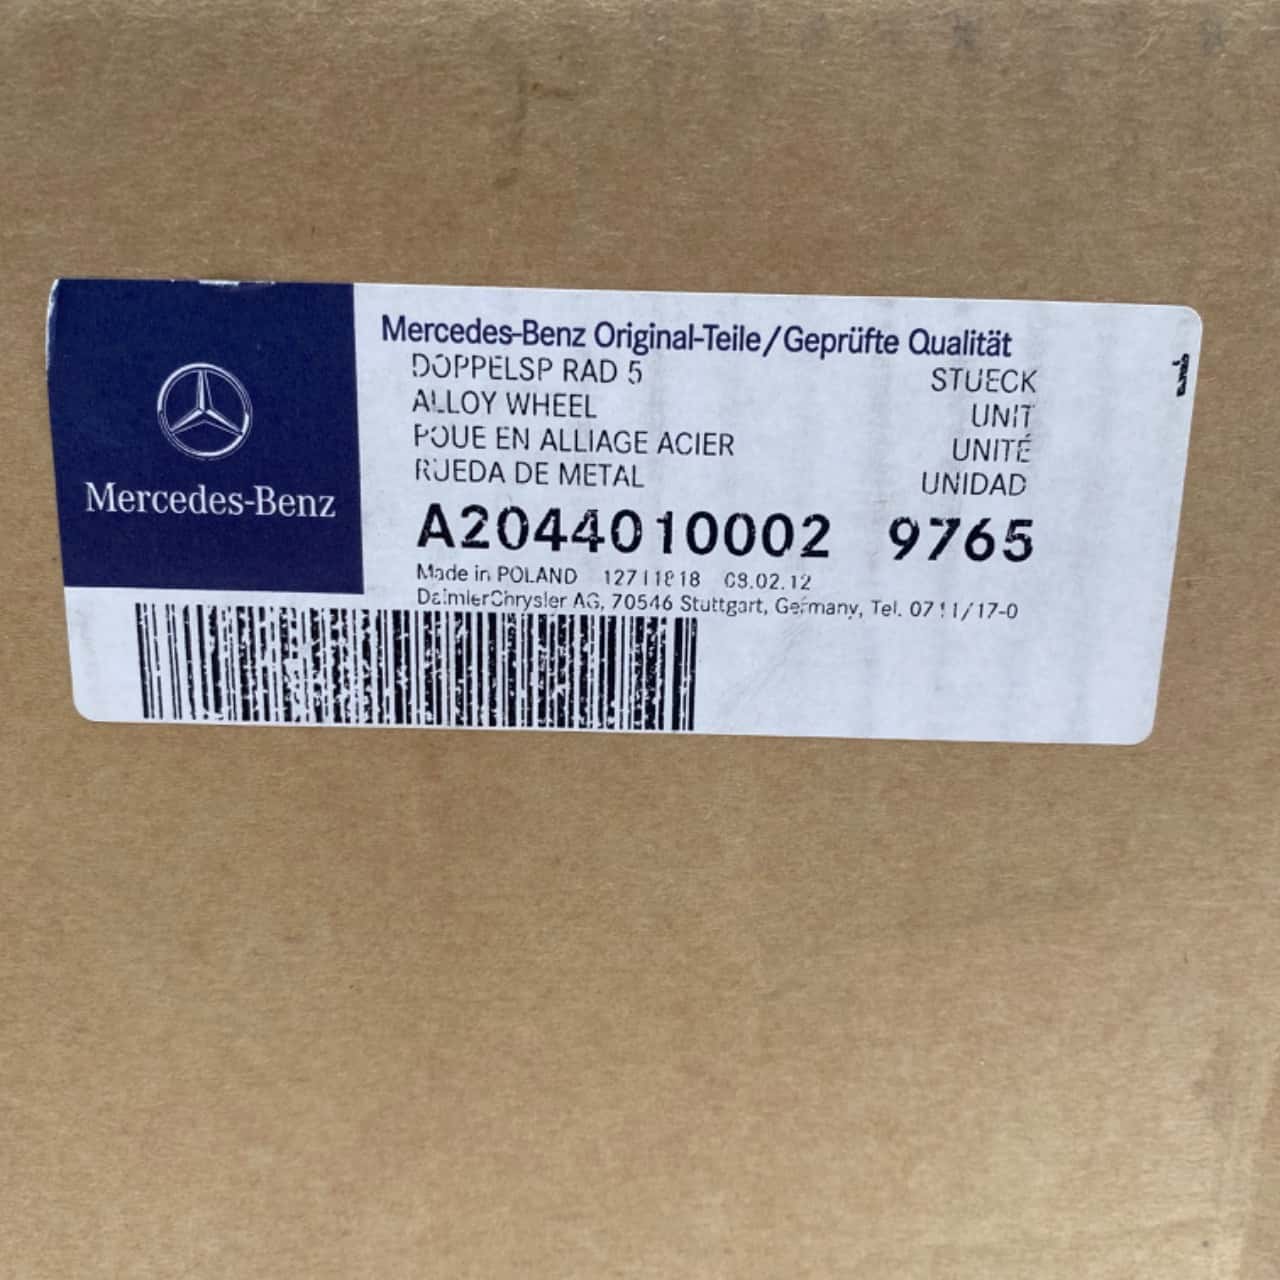 Mercedes-Benz
Mercedes-Benz Original-Teile/Geprüfte Qualität
DOPPELSP RAD 5 STUECK 1
ALLOY WHEEL UNIT
ROUE EN ALLIAGE ACIER UNITÉ
RUEDA DE METAL UNIDAD
A2044010002 9765
Made in POLAND 12711818 08.02.12
DaimlerChrysler AG, 70546 Stuttgart, Germany, Tel. 0711/17-0